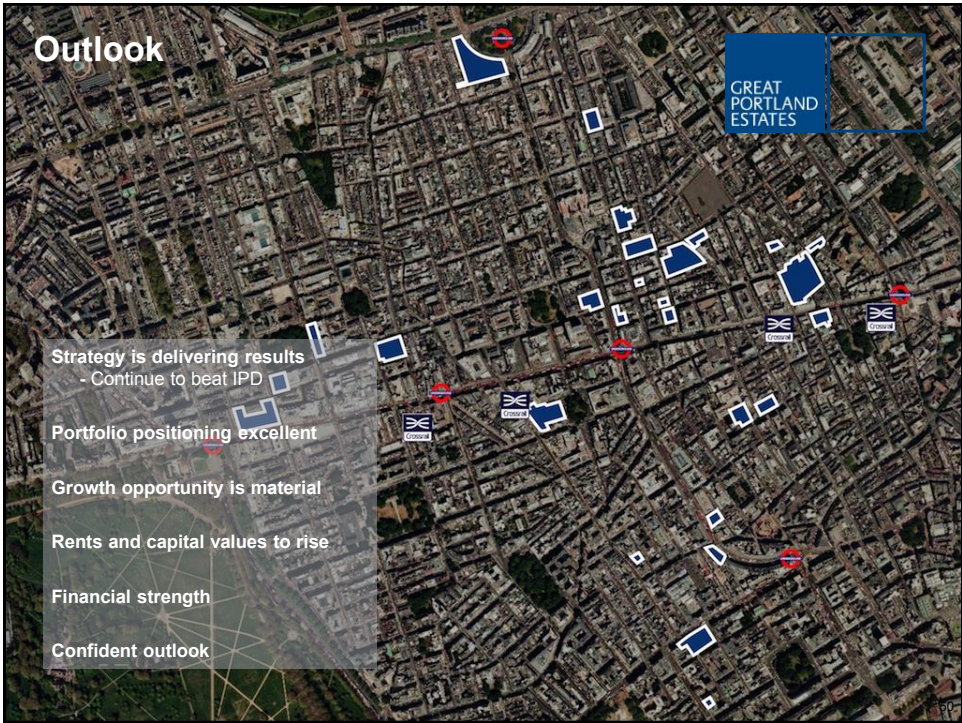 Outlook
GREAT
PORTLAND
ESTATES
Crossrail
Crossrail
Crossrail
Crossrail
Strategy is delivering results
- Continue to beat IPD
Portfolio positioning excellent
Growth opportunity is material
Rents and capital values to rise
Financial strength
Confident outlook